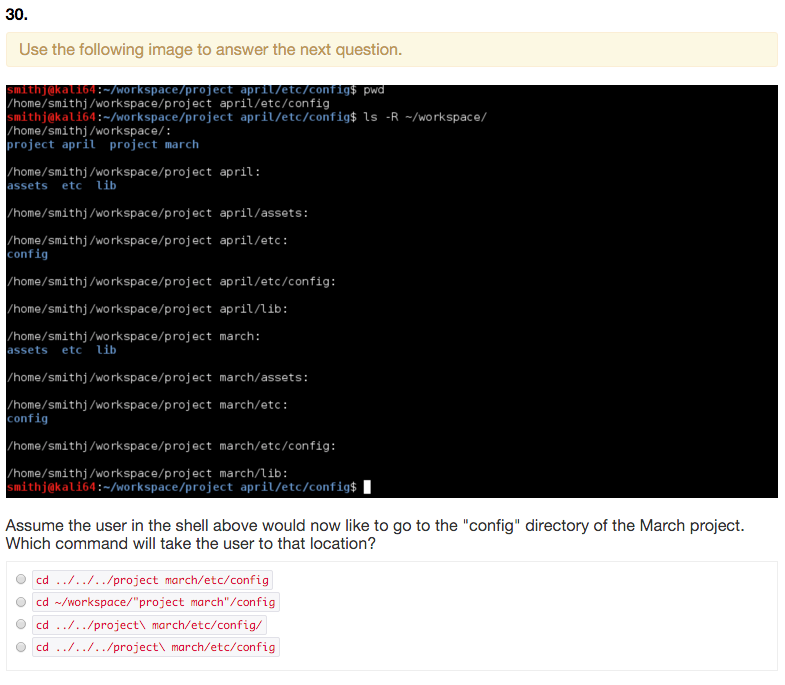 30.
Use the following image to answer the next question.
smithj@kali64:~/workspace/project april/etc/config$ pwd
/home/smithj/workspace/project april/etc/config
smithj@kali64:~/workspace/project april/etc/config$ ls -R ~/workspace/
/home/smithj/workspace/:
project april  project march
/home/smithj/workspace/project april:
assets  etc  lib
/home/smithj/workspace/project april/assets:
/home/smithj/workspace/project april/etc:
config
/home/smithj/workspace/project april/etc/config:
/home/smithj/workspace/project april/lib:
/home/smithj/workspace/project march:
assets  etc  lib
/home/smithj/workspace/project march/assets:
/home/smithj/workspace/project march/etc:
config
/home/smithj/workspace/project march/etc/config:
/home/smithj/workspace/project march/lib:
smithj@kali64:~/workspace/project april/etc/config$
Assume the user in the shell above would now like to go to the "config" directory of the March project.
Which command will take the user to that location?
cd ../../../project march/etc/config
cd ~/workspace/"project march"/config
cd ../../project\ march/etc/config/
cd ../../../project\ march/etc/config